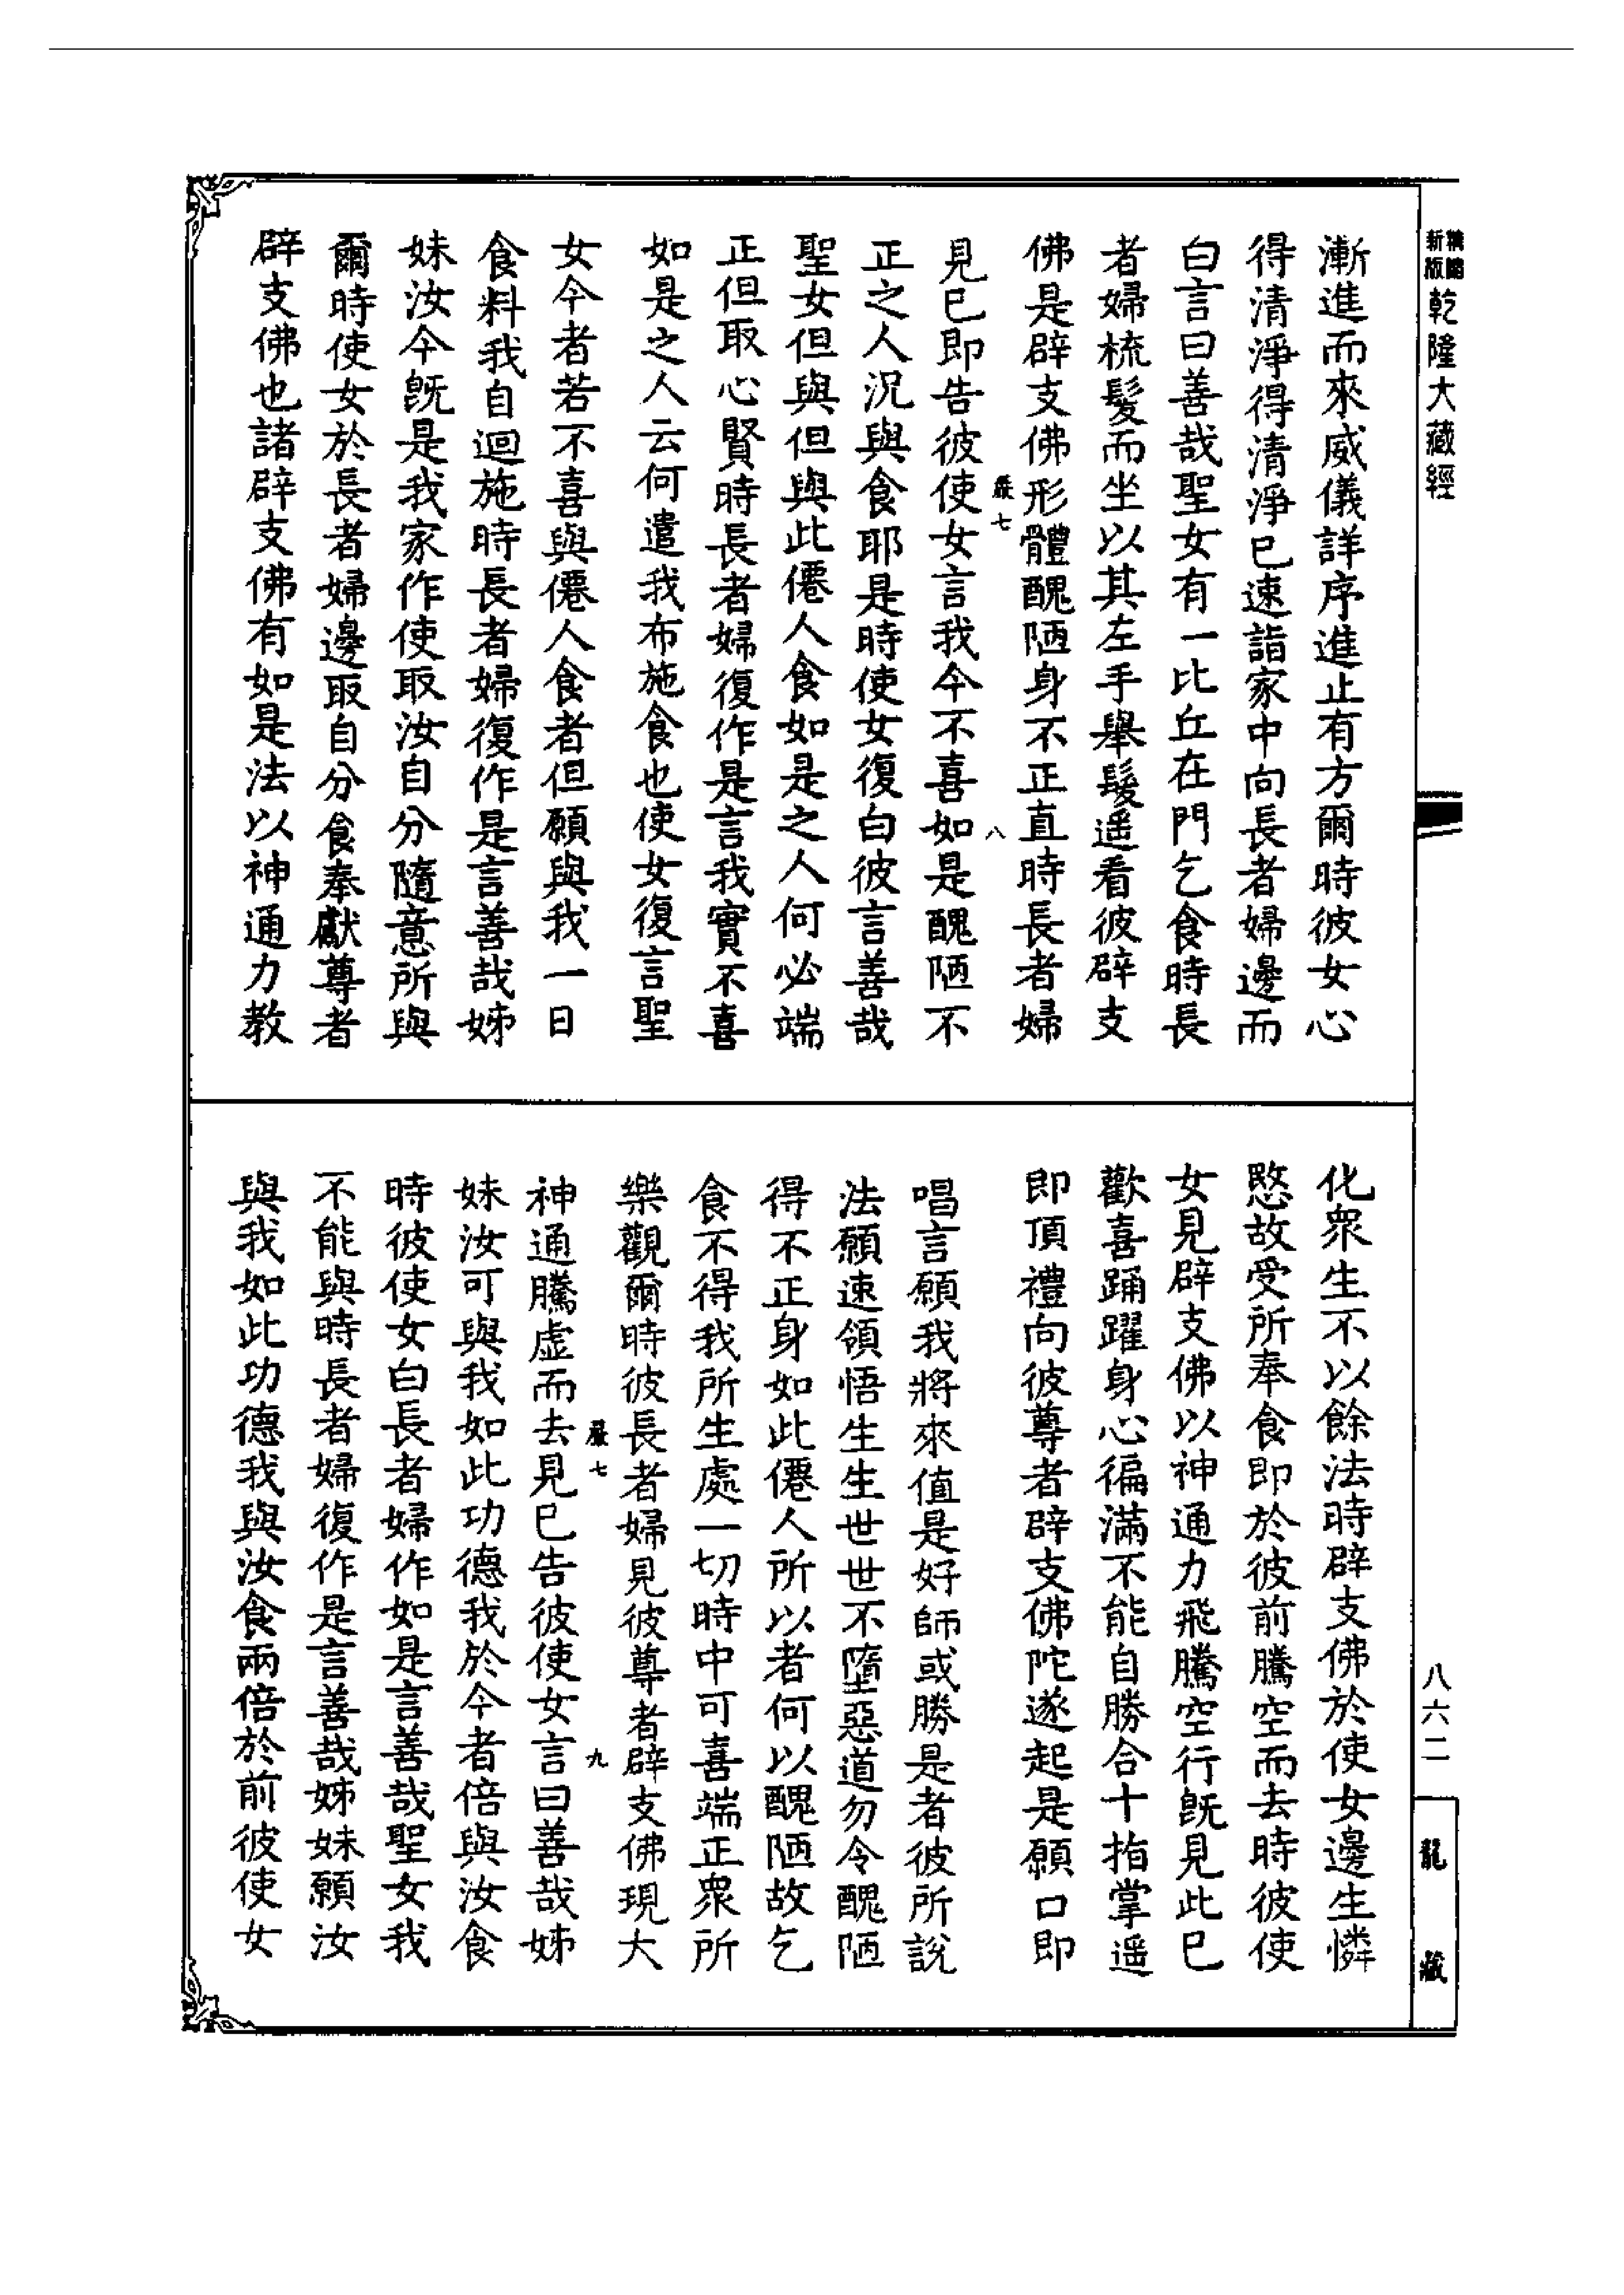 新版
精縮
乾隆大藏經
漸進而來威儀詳序進止有方爾時彼女心
得清淨得清淨已速詣家中向長者婦邊而
白言曰善哉聖女有一比丘在門乞食時長
者婦梳髮而坐以其左手舉髮遥看彼辟支
佛是辟支佛形體醜陋身不正直時長者婦
嚴七
八
見已即告彼使女言我今不喜如是醜陋不
正之人況與食耶是時使女復白彼言善哉
聖女但與但與此僊人食如是之人何必端
正但取心賢時長者婦復作是言我實不喜
如是之人云何遣我布施食也使女復言聖
女今者若不喜與僊人食者但願與我一日
食料我自迴施時長者婦復作是言善哉姊
妹汝今旣是我家作使取汝自分隨意所與
爾時使女於長者婦邊取自分食奉獻尊者
辟支佛也諸辟支佛有如是法以神通力教
化衆生不以餘法時辟支佛於使女邊生憐
愍故受所奉食即於彼前騰空而去時彼使
女見辟支佛以神通力飛騰空行旣見此已
歡喜踊躍身心徧滿不能自勝合十指掌遥
即頂禮向彼尊者辟支佛陀遂起是願口即
唱言願我將來值是好師或勝是者彼所說
法願速領悟生生世世不墮惡道勿令醜陋
得不正身如此僊人所以者何以醜陋故乞
食不得我所生處一切時中可喜端正衆所
樂觀爾時彼長者婦見彼尊者辟支佛現大
嚴七
九
神通騰虛而去見已告彼使女言曰善哉姊
妹汝可與我如此功德我於今者倍與汝食
時彼使女白長者婦作如是言善哉聖女我
不能與時長者婦復作是言善哉姊妹願汝
與我如此功德我與汝食兩倍於前彼使女
八六二
龍藏